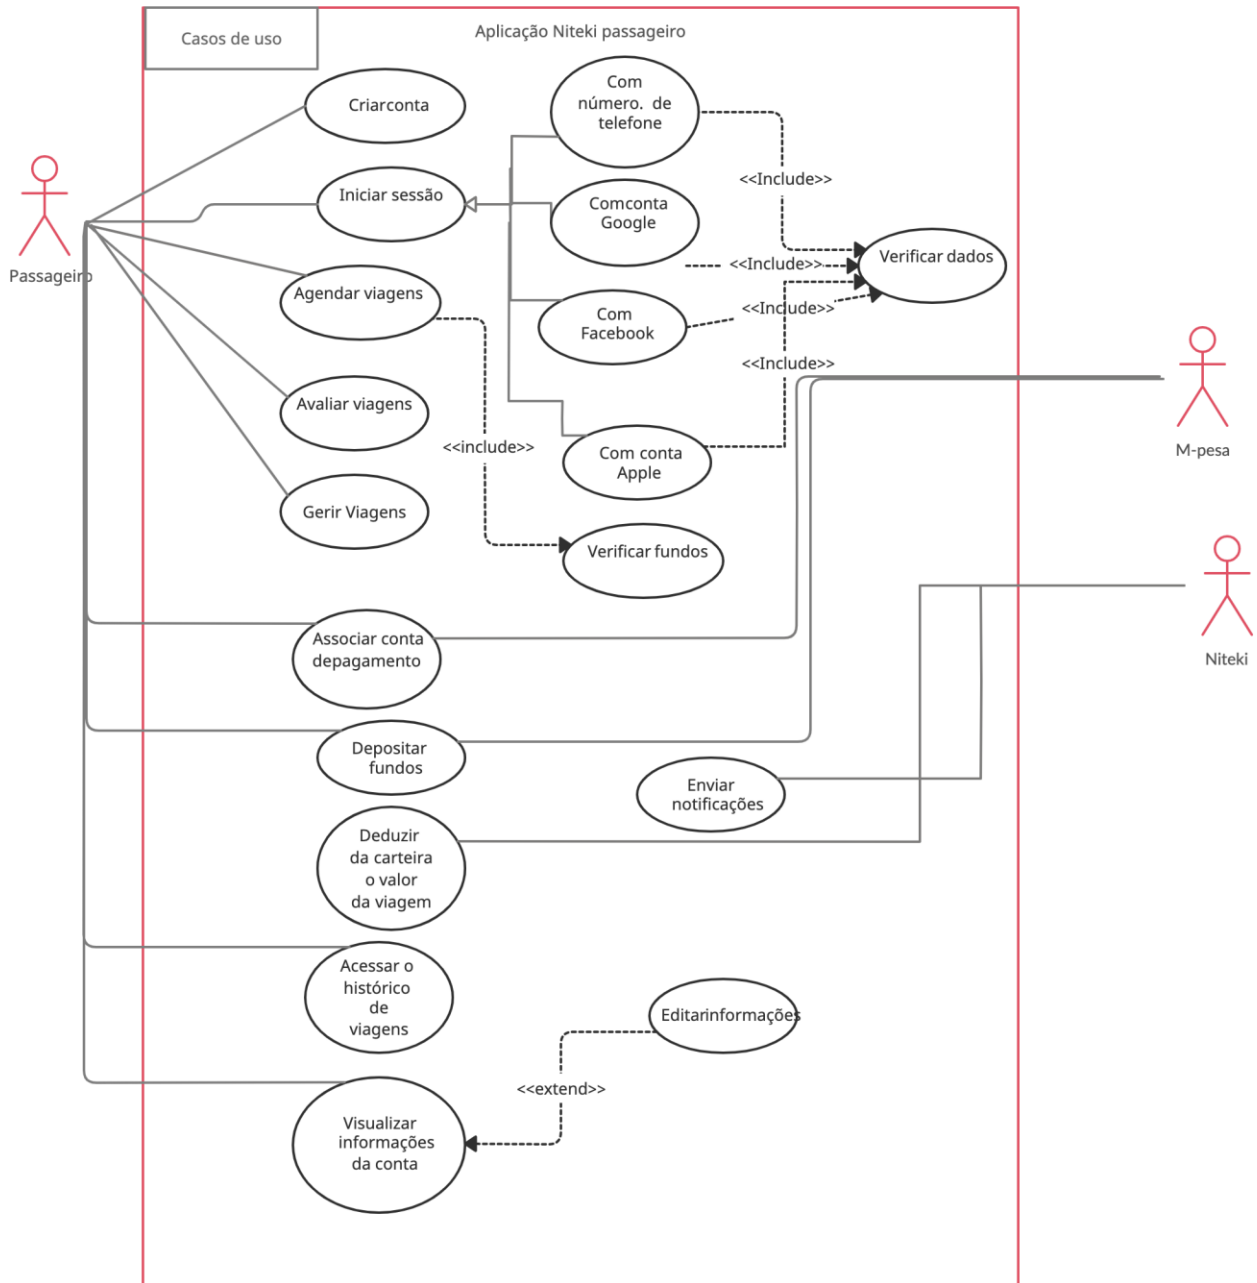 Casos de uso
Aplicação Niteki passageiro
Criarconta
Com
número. de
telefone
<<Include>>
Iniciar sessão
Comconta
Google
Passageiro
Verificar dados
<<Include>>
Agendar viagens
<<Include>>
Com
Facebook
<<Include>>
Avaliar viagens
<<include>>
Com conta
Apple
M-pesa
Gerir Viagens
Verificar fundos
Associar conta
depagamento
Niteki
Depositar
fundos
Enviar
notificações
Deduzir
da carteira
o valor
da viagem
Acessar o
histórico
de
viagens
Editarinformações
<<extend>>
Visualizar
informações
da conta